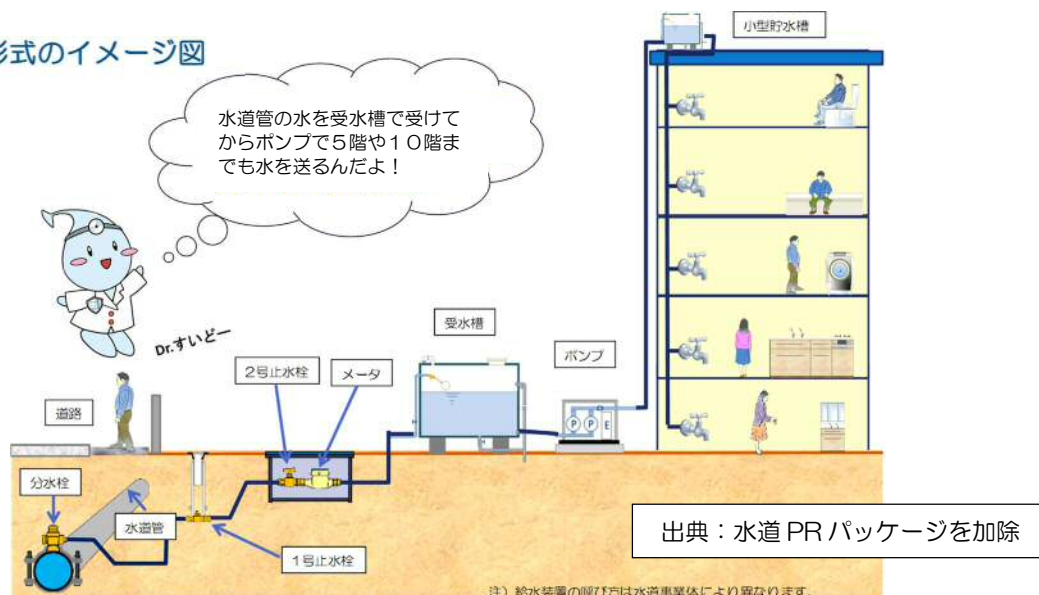 形式のイメージ図
小型貯水槽
水道管の水を受水槽で受けて
からポンプで5階や10階ま
でも水を送るんだよ！
Dr.すいどー
受水槽
ポンプ
2号止水栓
メータ
道路
P P E
分水栓
水道管
1号止水栓
出典：水道 PR パッケージを加除
注）給水装置の呼び方は水道事業体により異なります。